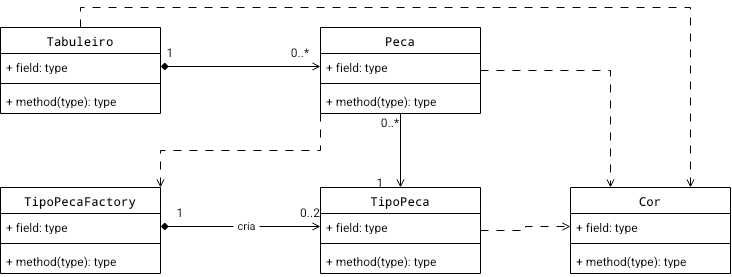 Tabuleiro
+ field: type
+ method(type): type
1
0..*
Peca
+ field: type
+ method(type): type
0..*
1
TipoPecaFactory
+ field: type
+ method(type): type
1
cria
0..2
TipoPeca
+ field: type
+ method(type): type
Cor
+ field: type
+ method(type): type